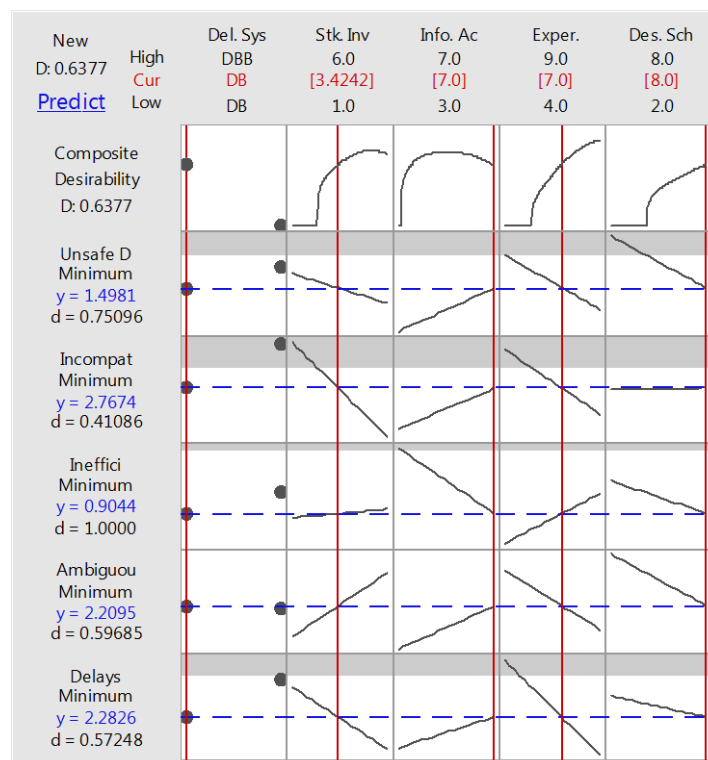 New
D: 0.6377
Predict
High
Cur
Low
Del. Sys
DBB
DB
DB
Stk. Inv
6.0
[3.4242]
1.0
Info. Ac
7.0
[7.0]
3.0
Exper.
9.0
[7.0]
4.0
Des. Sch
8.0
[8.0]
2.0
Composite
Desirability
D: 0.6377
Unsafe D
Minimum
y = 1.4981
d = 0.75096
Incompat
Minimum
y = 2.7674
d = 0.41086
Ineffici
Minimum
y = 0.9044
d = 1.0000
Ambiguou
Minimum
y = 2.2095
d = 0.59685
Delays
Minimum
y = 2.2826
d = 0.57248